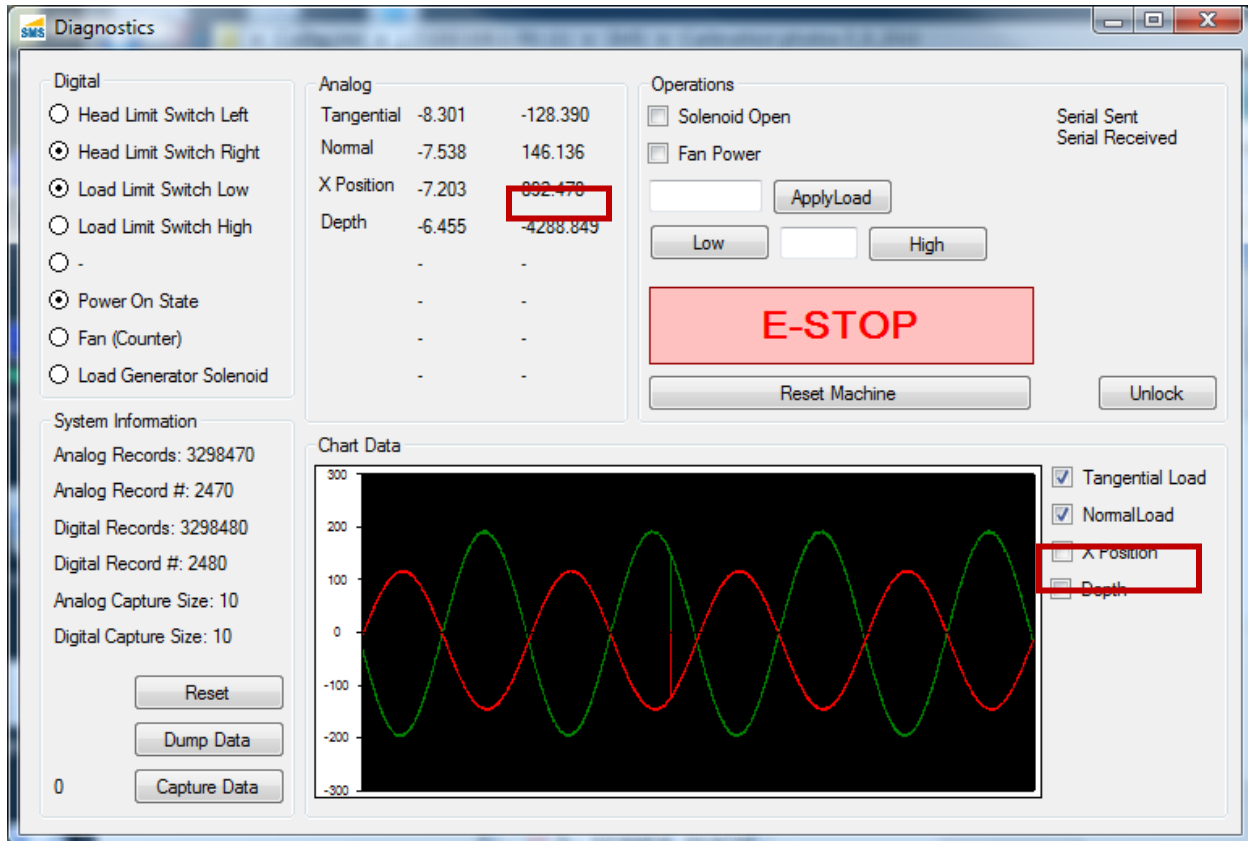 SMS Diagnostics
Digital
Head Limit Switch Left
Head Limit Switch Right
Load Limit Switch Low
Load Limit Switch High
-
Power On State
Fan (Counter)
Load Generator Solenoid
Analog
Tangential -8.301 -128.390
Normal -7.538 146.136
X Position -7.203
Depth -6.455 -4288.849
- -
- -
- -
- -
Operations
Solenoid Open
Fan Power
ApplyLoad
Low High
E-STOP
Reset Machine
Serial Sent
Serial Received
Unlock
System Information
Analog Records: 3298470
Analog Record #: 2470
Digital Records: 3298480
Digital Record #: 2480
Analog Capture Size: 10
Digital Capture Size: 10
Reset
Dump Data
0 Capture Data
Chart Data
300
200
100
0
-100
-200
-300
Tangential Load
NormalLoad
X Position
Depth